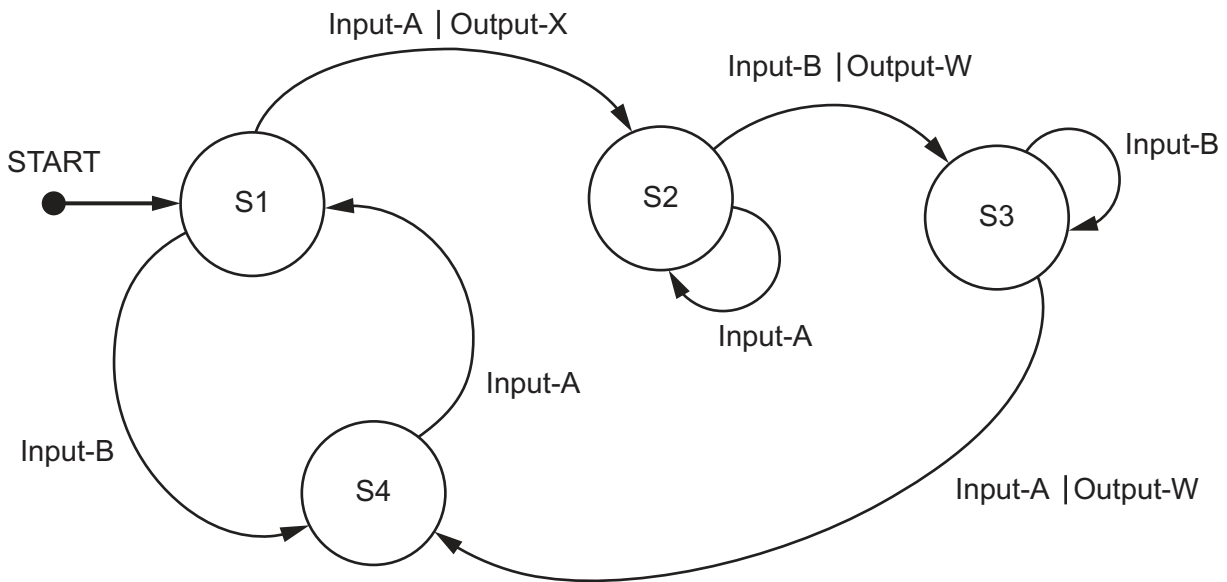 Input-A | Output-X
Input-B | Output-W
Input-B
START
S1
S2
S3
Input-A
Input-A
Input-B
S4
Input-A | Output-W